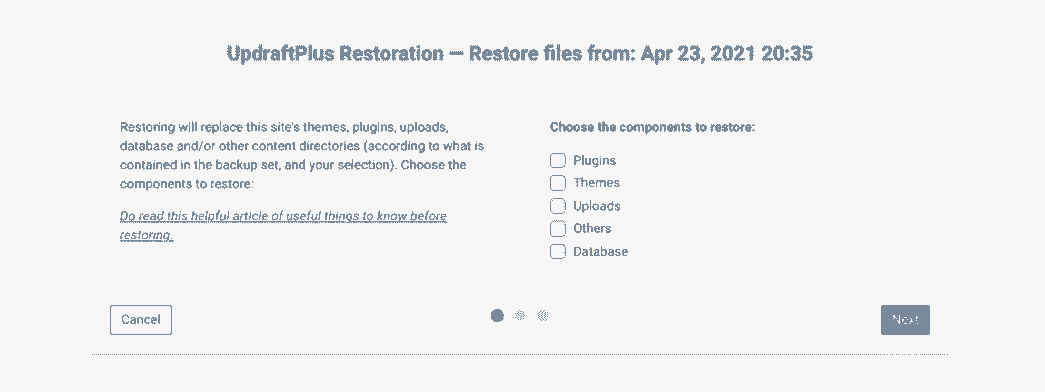 UpdraftPlus Restoration — Restore files from: Apr 23, 2021 20:35
Restoring will replace this site's themes, plugins, uploads,
database and/or other content directories (according to what is
contained in the backup set, and your selection). Choose the
components to restore:
Do read this helpful article of useful things to know before
restoring.
Choose the components to restore:
Plugins
Themes
Uploads
Others
Database
Cancel
Next